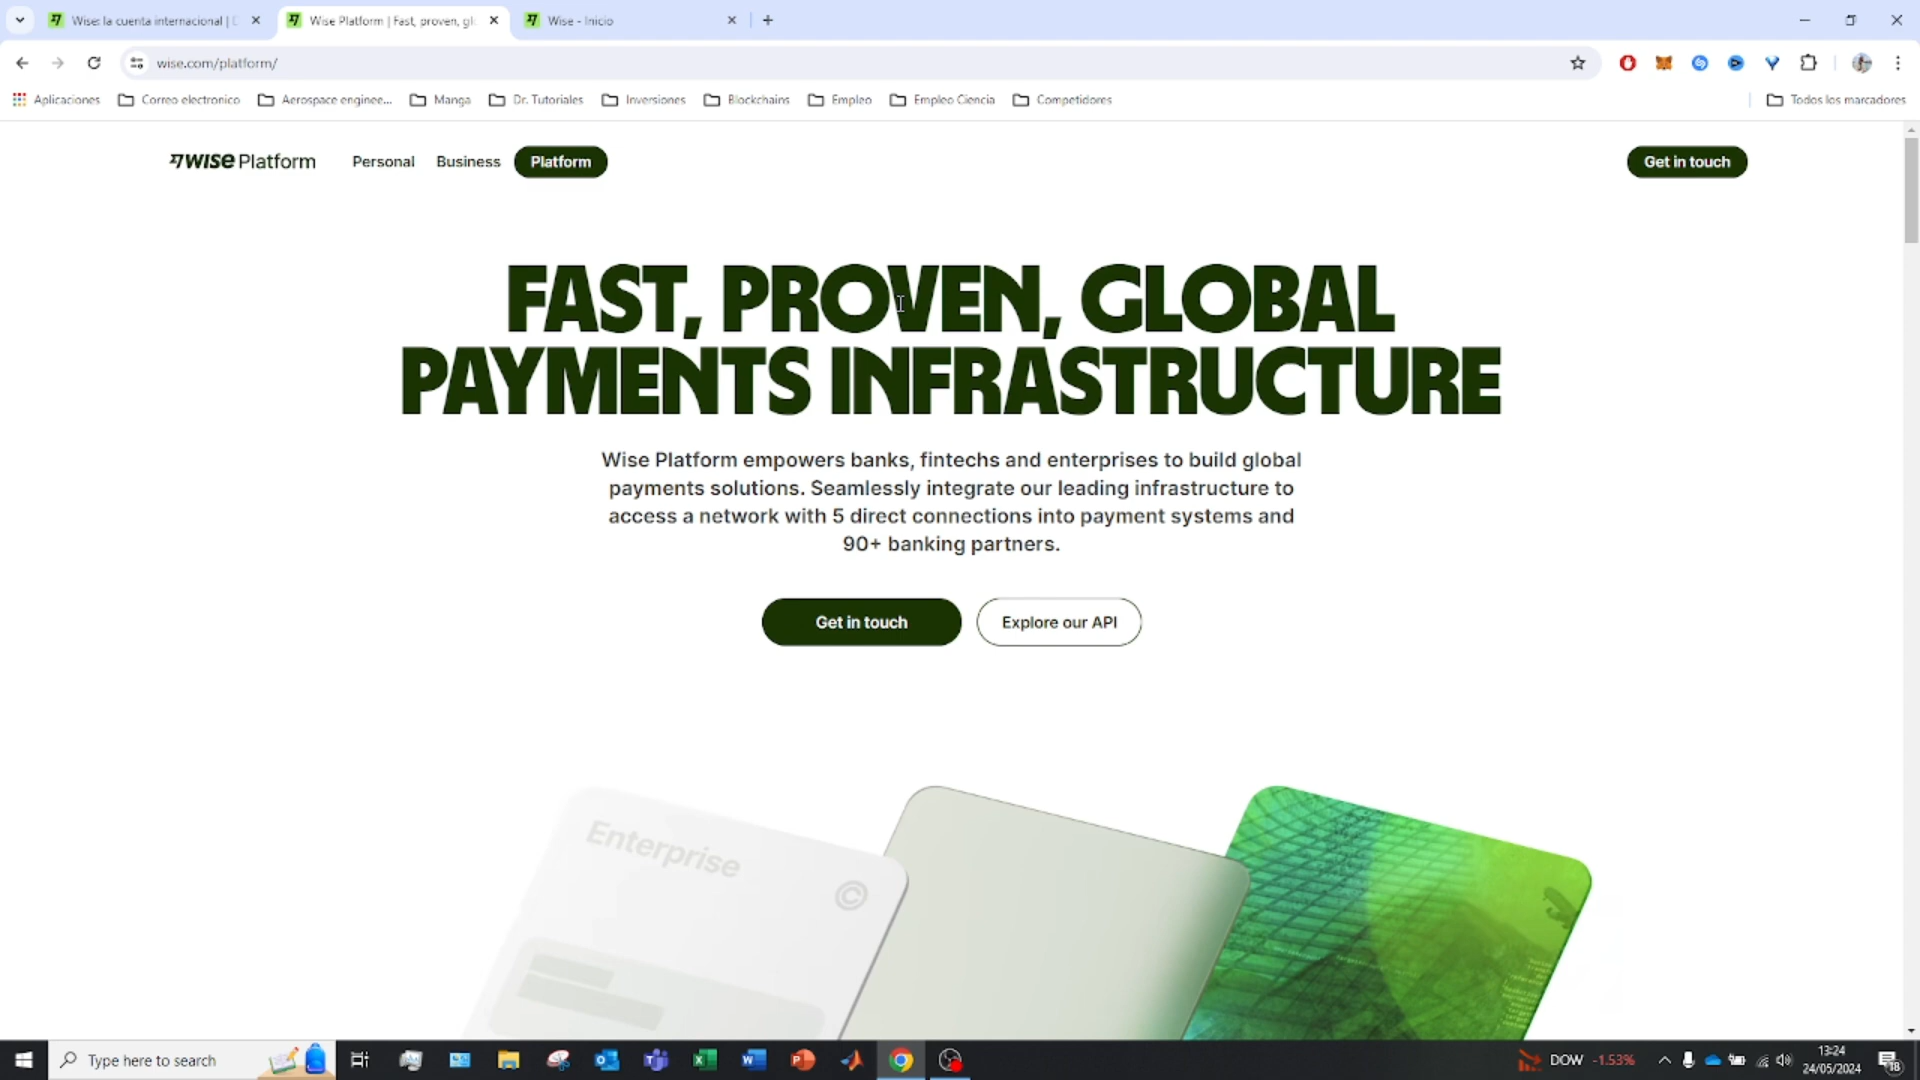 Wise: la cuenta internacional |
Wise Platform | Fast, proven, gl
Wise - Inicio
wise.com/platform/
Aplicaciones
Correo electronico
Aerospace enginee...
Manga
Dr. Tutoriales
Inversiones
Blockchains
Empleo
Empleo Ciencia
Competidores
Todos los marcadores
WISE Platform
Personal
Business
Platform
Get in touch
FAST, PROVEN, GLOBAL
PAYMENTS INFRASTRUCTURE
Wise Platform empowers banks, fintechs and enterprises to build global
payments solutions. Seamlessly integrate our leading infrastructure to
access a network with 5 direct connections into payment systems and
90+ banking partners.
Get in touch
Explore our API
Enterprise
©
Type here to search
DOW -1.53%
13:24
24/05/2024
18